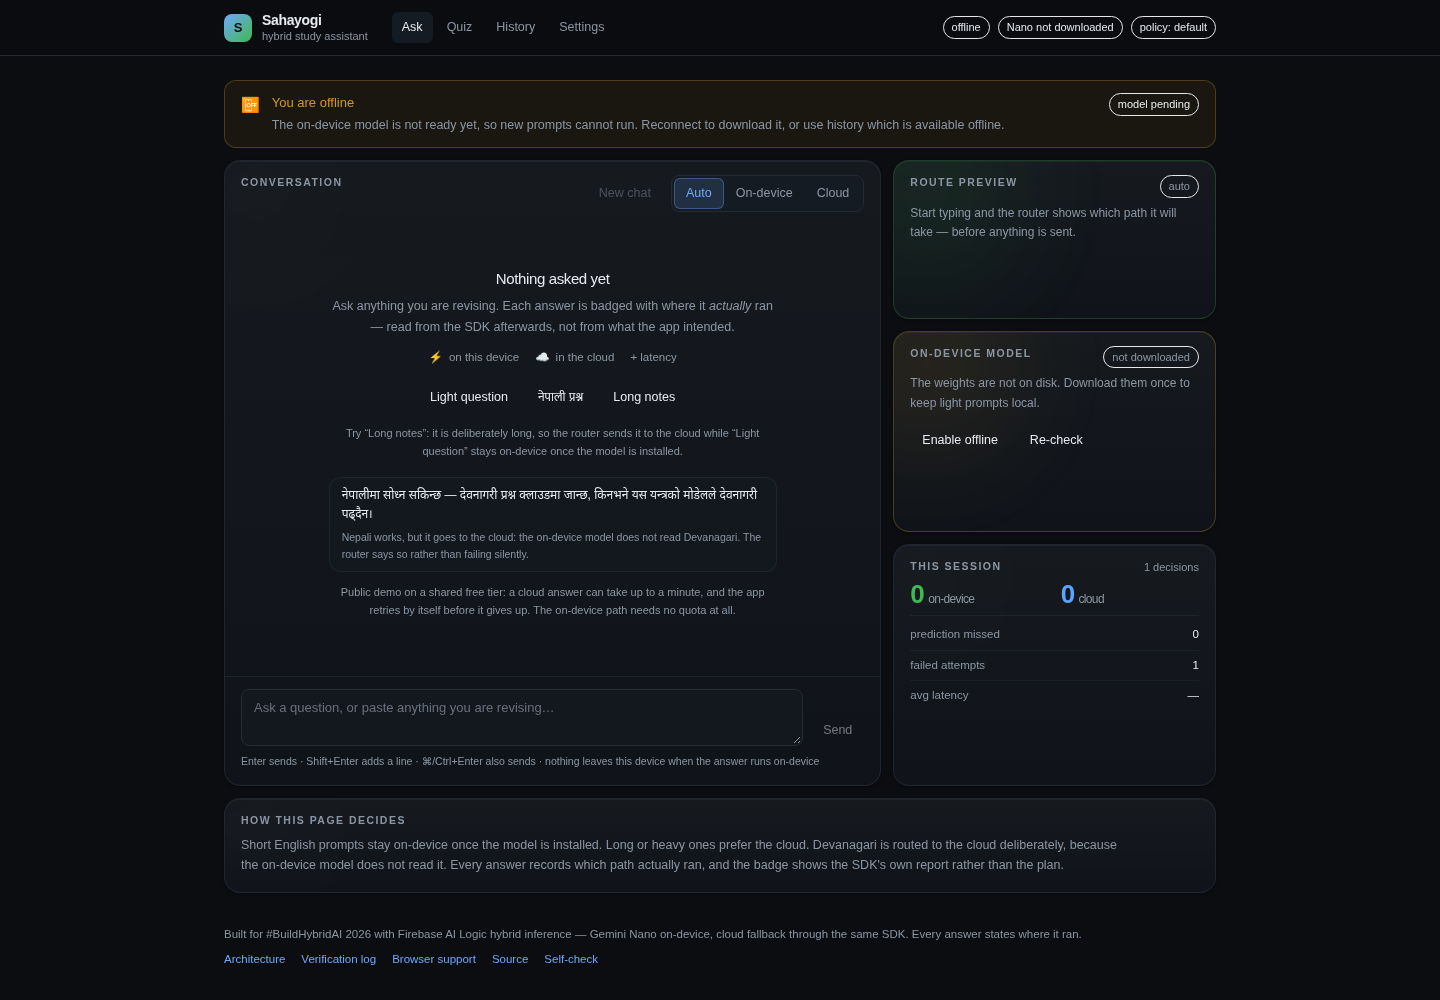 S
Sahayogi
hybrid study assistant
Ask
Quiz
History
Settings
offline
Nano not downloaded
policy: default
OFF
You are offline
The on-device model is not ready yet, so new prompts cannot run. Reconnect to download it, or use history which is available offline.
model pending
CONVERSATION
New chat
Auto
On-device
Cloud
Nothing asked yet
Ask anything you are revising. Each answer is badged with where it actually ran
— read from the SDK afterwards, not from what the app intended.
⚡ on this device ☁️ in the cloud + latency
Light question
नेपाली प्रश्न
Long notes
Try “Long notes”: it is deliberately long, so the router sends it to the cloud while “Light
question” stays on-device once the model is installed.
नेपालीमा सोध्न सकिन्छ — देवनागरी प्रश्न क्लाउडमा जान्छ, किनभने यस यन्त्रको मोडेलले देवनागरी
पढ्दैन।
Nepali works, but it goes to the cloud: the on-device model does not read Devanagari. The
router says so rather than failing silently.
Public demo on a shared free tier: a cloud answer can take up to a minute, and the app
retries by itself before it gives up. The on-device path needs no quota at all.
Ask a question, or paste anything you are revising…
Send
Enter sends · Shift+Enter adds a line · ⌘/Ctrl+Enter also sends · nothing leaves this device when the answer runs on-device
ROUTE PREVIEW
auto
Start typing and the router shows which path it will
take — before anything is sent.
ON-DEVICE MODEL
not downloaded
The weights are not on disk. Download them once to
keep light prompts local.
Enable offline
Re-check
THIS SESSION
1 decisions
0 on-device
0 cloud
prediction missed 0
failed attempts 1
avg latency —
HOW THIS PAGE DECIDES
Short English prompts stay on-device once the model is installed. Long or heavy ones prefer the cloud. Devanagari is routed to the cloud deliberately, because
the on-device model does not read it. Every answer records which path actually ran, and the badge shows the SDK's own report rather than the plan.
Built for #BuildHybridAI 2026 with Firebase AI Logic hybrid inference — Gemini Nano on-device, cloud fallback through the same SDK. Every answer states where it ran.
Architecture
Verification log
Browser support
Source
Self-check